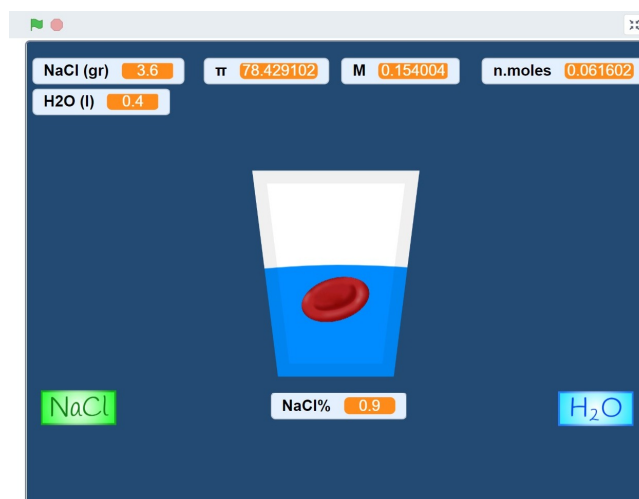 NaCl (gr) 3.6 π 78.429102 M 0.154004 n.moles 0.061602
H2O (l) 0.4
NaCl
NaCl% 0.9
H₂O